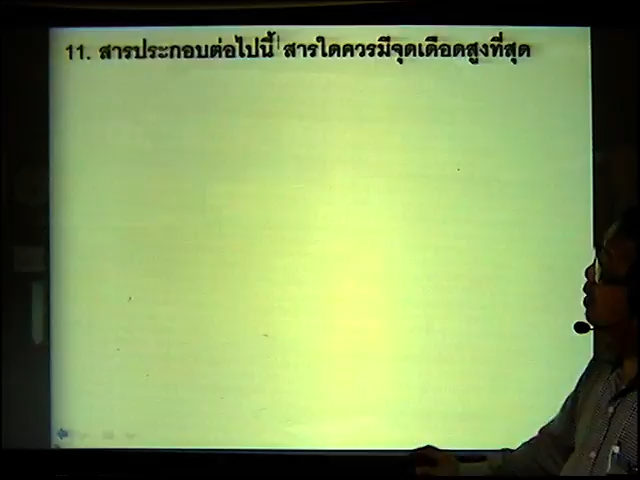 11. สารประกอบต่อไปนี้ สารใดควรมีจุดเดือดสูงที่สุด